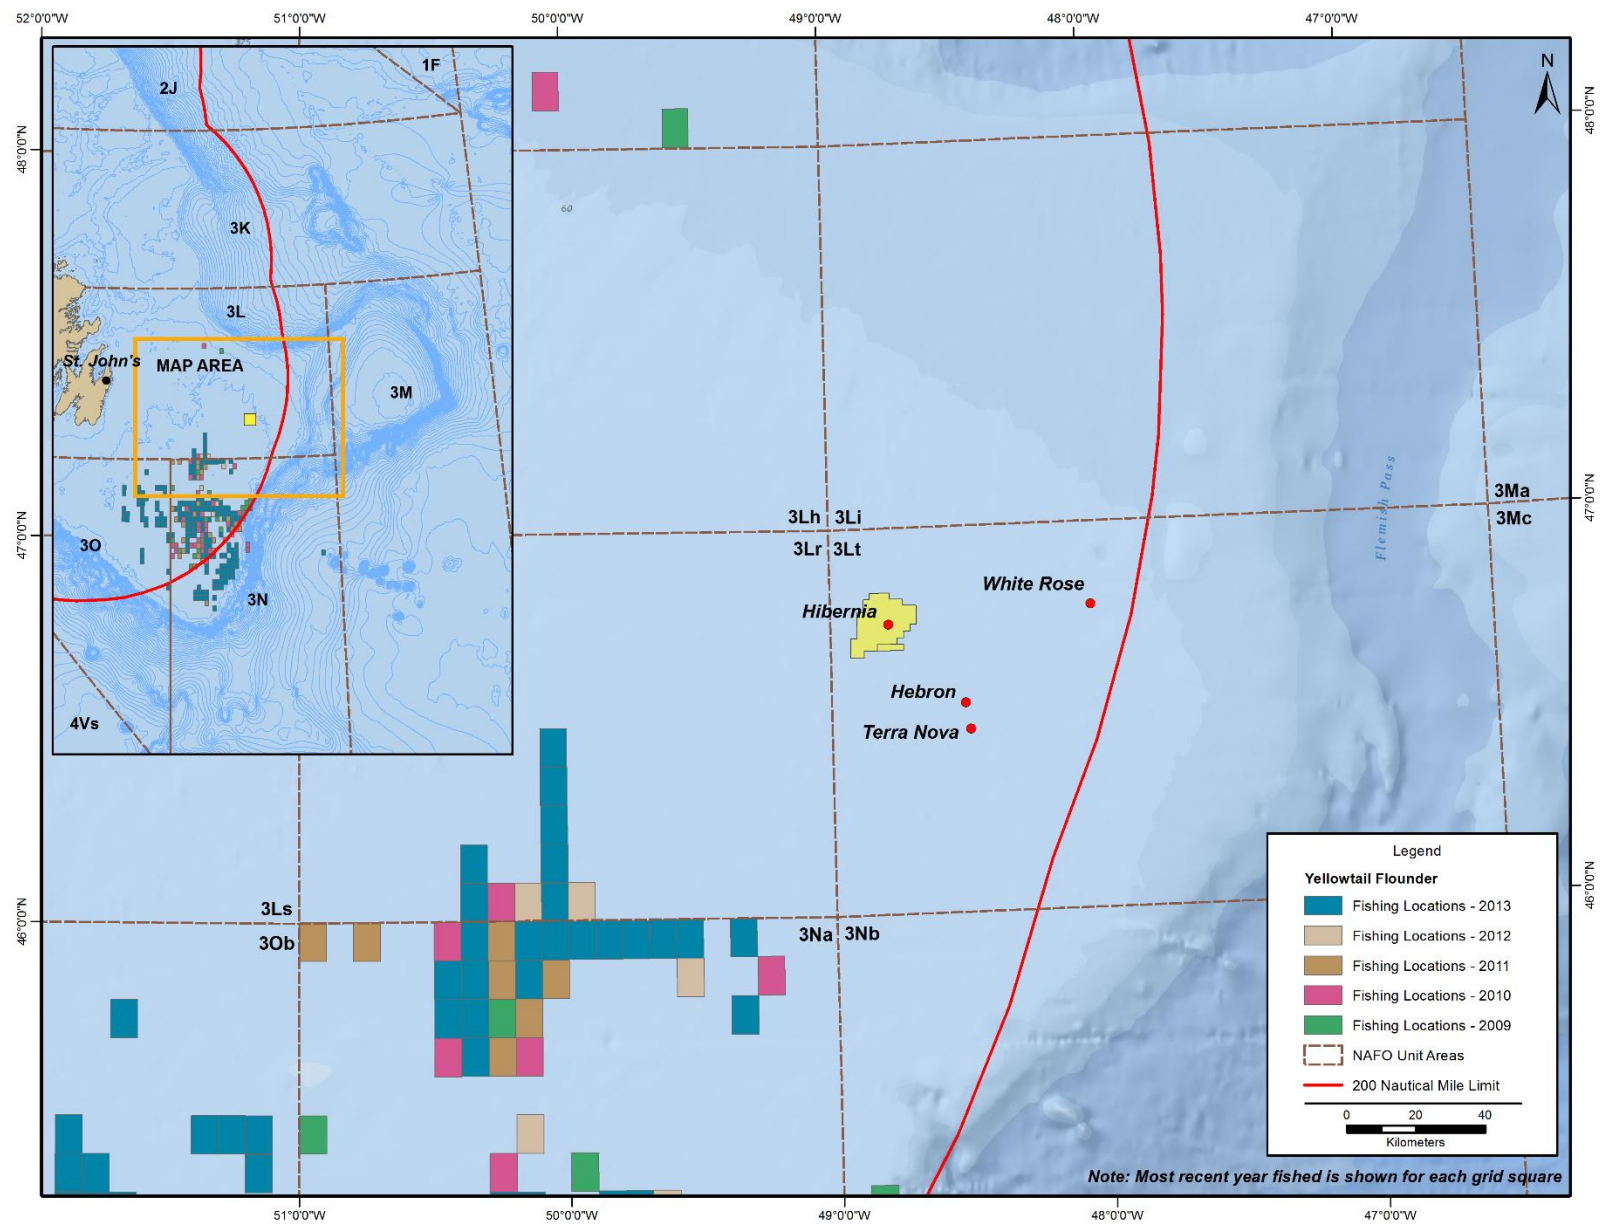 52°0'0"W 51°0'0"W 50°0'0"W 49°0'0"W 48°0'0"W 47°0'0"W
1F
2J
N
48°0'0"N
48°0'0"N
3K
60
3L
St. John's
MAP AREA
3M
Flemish Pass
3Ma
3Mc
47°0'0"N
47°0'0"N
3Lh 3Li
3Lr 3Lt
3O
3N
White Rose
Hibernia
Hebron
Terra Nova
4Vs
46°0'0"N
46°0'0"N
3Ls
3Ob
3Na 3Nb
Legend
Yellowtail Flounder
Fishing Locations - 2013
Fishing Locations - 2012
Fishing Locations - 2011
Fishing Locations - 2010
Fishing Locations - 2009
NAFO Unit Areas
200 Nautical Mile Limit
0 20 40
Kilometers
Note: Most recent year fished is shown for each grid square
51°0'0"W 50°0'0"W 49°0'0"W 48°0'0"W 47°0'0"W